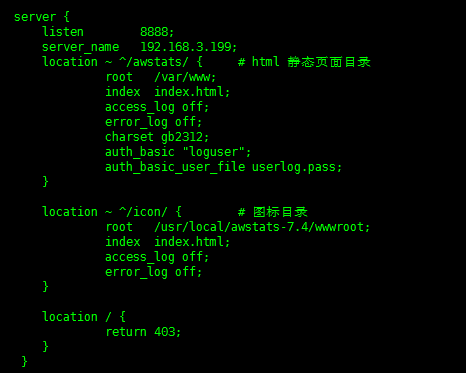 server {
    listen        8888;
    server_name   192.168.3.199;
    location ~ ^/awstats/ {     # html 静态页面目录
             root   /var/www;
             index  index.html;
             access_log off;
             error_log off;
             charset gb2312;
             auth_basic "loguser";
             auth_basic_user_file userlog.pass;
    }

    location ~ ^/icon/ {        # 图标目录
             root   /usr/local/awstats-7.4/wwwroot;
             index  index.html;
             access_log off;
             error_log off;
    }

    location / {
             return 403;
    }
 }